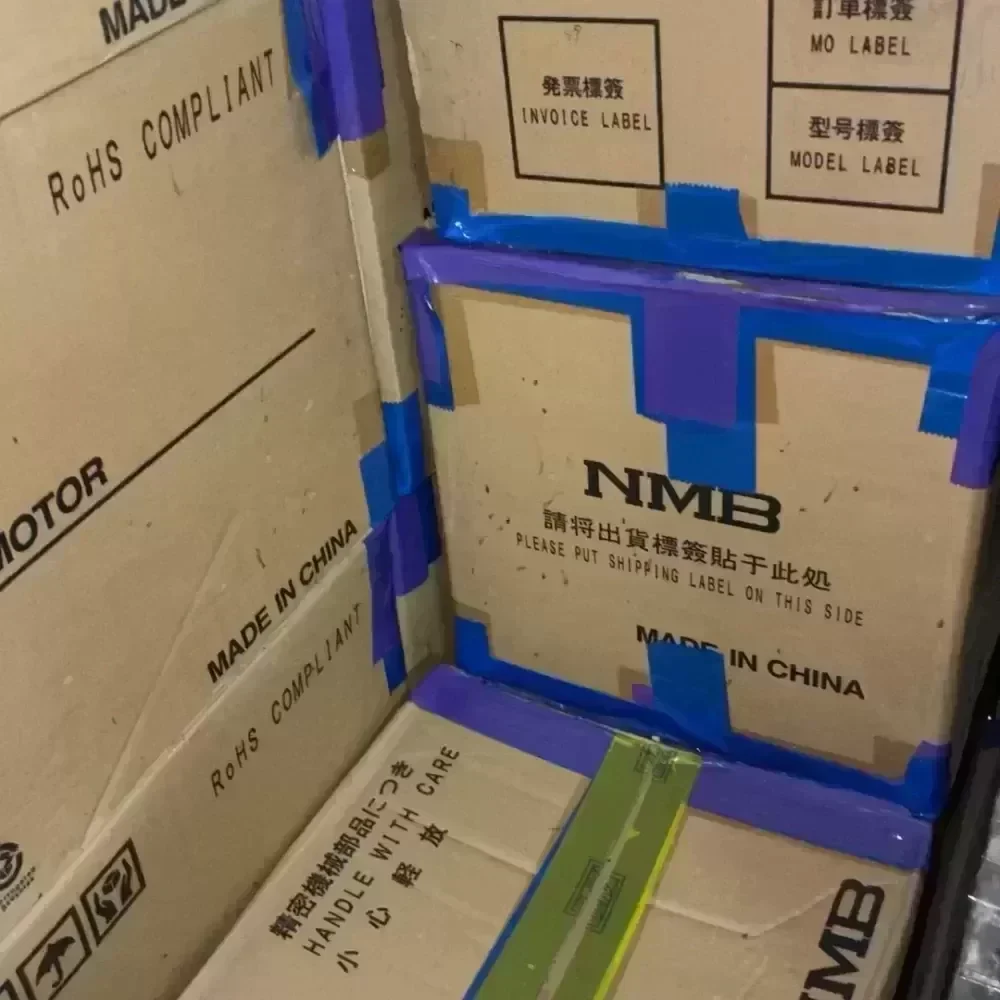 MADE
RoHS COMPLIANT
MOTOR
MADE IN CHINA
RoHS COMPLIANT
発票標簽
INVOICE LABEL
訂単標簽
MO LABEL
型号標簽
MODEL LABEL
NMB
請将出貨標簽貼于此処
PLEASE PUT SHIPPING LABEL ON THIS SIDE
MADE IN CHINA
精密機械部品につき
HANDLE WITH CARE
小心軽放
NMB